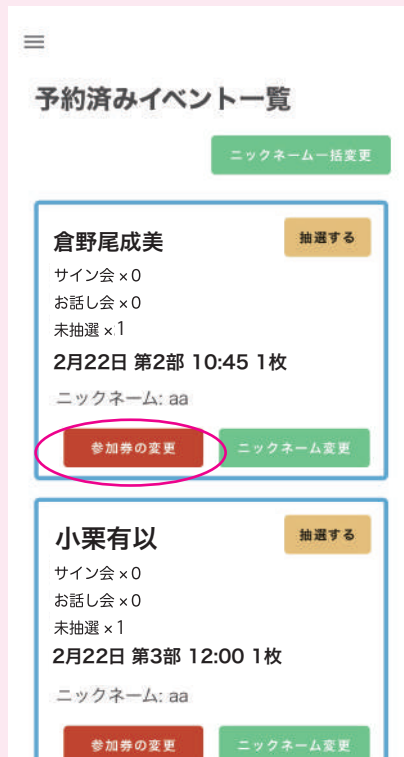 予約済みイベント一覧
ニックネーム一括変更
倉野尾成美
抽選する
サイン会×0
お話し会×0
未抽選×1
2月22日 第2部 10:45 1枚
ニックネーム: aa
参加券の変更
ニックネーム変更
小栗有以
抽選する
サイン会×0
お話し会×0
未抽選×1
2月22日 第3部 12:00 1枚
ニックネーム: aa
参加券の変更
ニックネーム変更